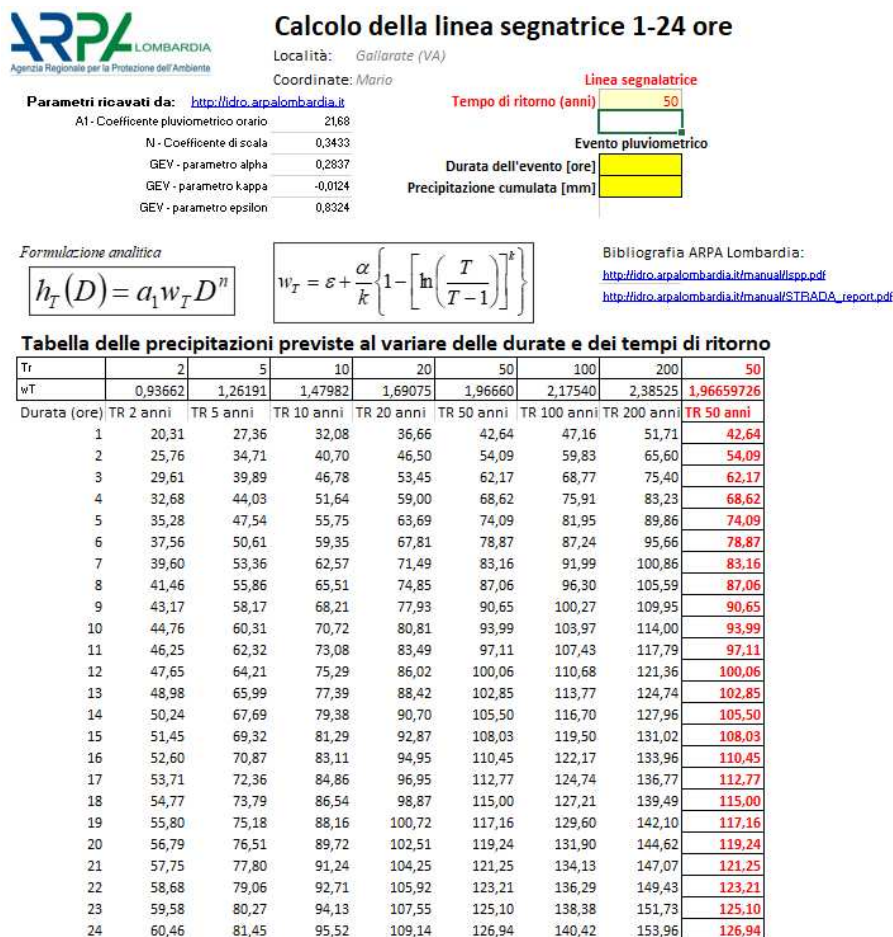 ARPA LOMBARDIA
Agenzia Regionale per la Protezione dell'Ambiente
Calcolo della linea segnatrice 1-24 ore
Località: Gallarate (VA)
Coordinate: Mario
Linea segnalatrice
Parametri ricavati da: http://idro.arpalombardia.it
Tempo di ritorno (anni) 50
A1 - Coefficente pluviometrico orario 21,68
N - Coefficente di scala 0,3433
GEV - parametro alpha 0,2837
GEV - parametro kappa -0,0124
GEV - parametro epsilon 0,8324
Evento pluviometrico
Durata dell'evento [ore]
Precipitazione cumulata [mm]
Formulazione analitica
h_T(D) = a_1 w_T D^n
w_T = ε + α/k {1 − [ln(T/(T−1))]^k}
Bibliografia ARPA Lombardia:
http://idro.arpalombardia.it/manual/lspp.pdf
http://idro.arpalombardia.it/manual/STRADA_report.pdf
Tabella delle precipitazioni previste al variare delle durate e dei tempi di ritorno
Tr 2 5 10 20 50 100 200 50
wT 0,93662 1,26191 1,47982 1,69075 1,96660 2,17540 2,38525 1,96659726
Durata (ore) TR 2 anni TR 5 anni TR 10 anni TR 20 anni TR 50 anni TR 100 anni TR 200 anni TR 50 anni
1 20,31 27,36 32,08 36,66 42,64 47,16 51,71 42,64
2 25,76 34,71 40,70 46,50 54,09 59,83 65,60 54,09
3 29,61 39,89 46,78 53,45 62,17 68,77 75,40 62,17
4 32,68 44,03 51,64 59,00 68,62 75,91 83,23 68,62
5 35,28 47,54 55,75 63,69 74,09 81,95 89,86 74,09
6 37,56 50,61 59,35 67,81 78,87 87,24 95,66 78,87
7 39,60 53,36 62,57 71,49 83,16 91,99 100,86 83,16
8 41,46 55,86 65,51 74,85 87,06 96,30 105,59 87,06
9 43,17 58,17 68,21 77,93 90,65 100,27 109,95 90,65
10 44,76 60,31 70,72 80,81 93,99 103,97 114,00 93,99
11 46,25 62,32 73,08 83,49 97,11 107,43 117,79 97,11
12 47,65 64,21 75,29 86,02 100,06 110,68 121,36 100,06
13 48,98 65,99 77,39 88,42 102,85 113,77 124,74 102,85
14 50,24 67,69 79,38 90,70 105,50 116,70 127,96 105,50
15 51,45 69,32 81,29 92,87 108,03 119,50 131,02 108,03
16 52,60 70,87 83,11 94,95 110,45 122,17 133,96 110,45
17 53,71 72,36 84,86 96,95 112,77 124,74 136,77 112,77
18 54,77 73,79 86,54 98,87 115,00 127,21 139,49 115,00
19 55,80 75,18 88,16 100,72 117,16 129,60 142,10 117,16
20 56,79 76,51 89,72 102,51 119,24 131,90 144,62 119,24
21 57,75 77,80 91,24 104,25 121,25 134,13 147,07 121,25
22 58,68 79,06 92,71 105,92 123,21 136,29 149,43 123,21
23 59,58 80,27 94,13 107,55 125,10 138,38 151,73 125,10
24 60,46 81,45 95,52 109,14 126,94 140,42 153,96 126,94